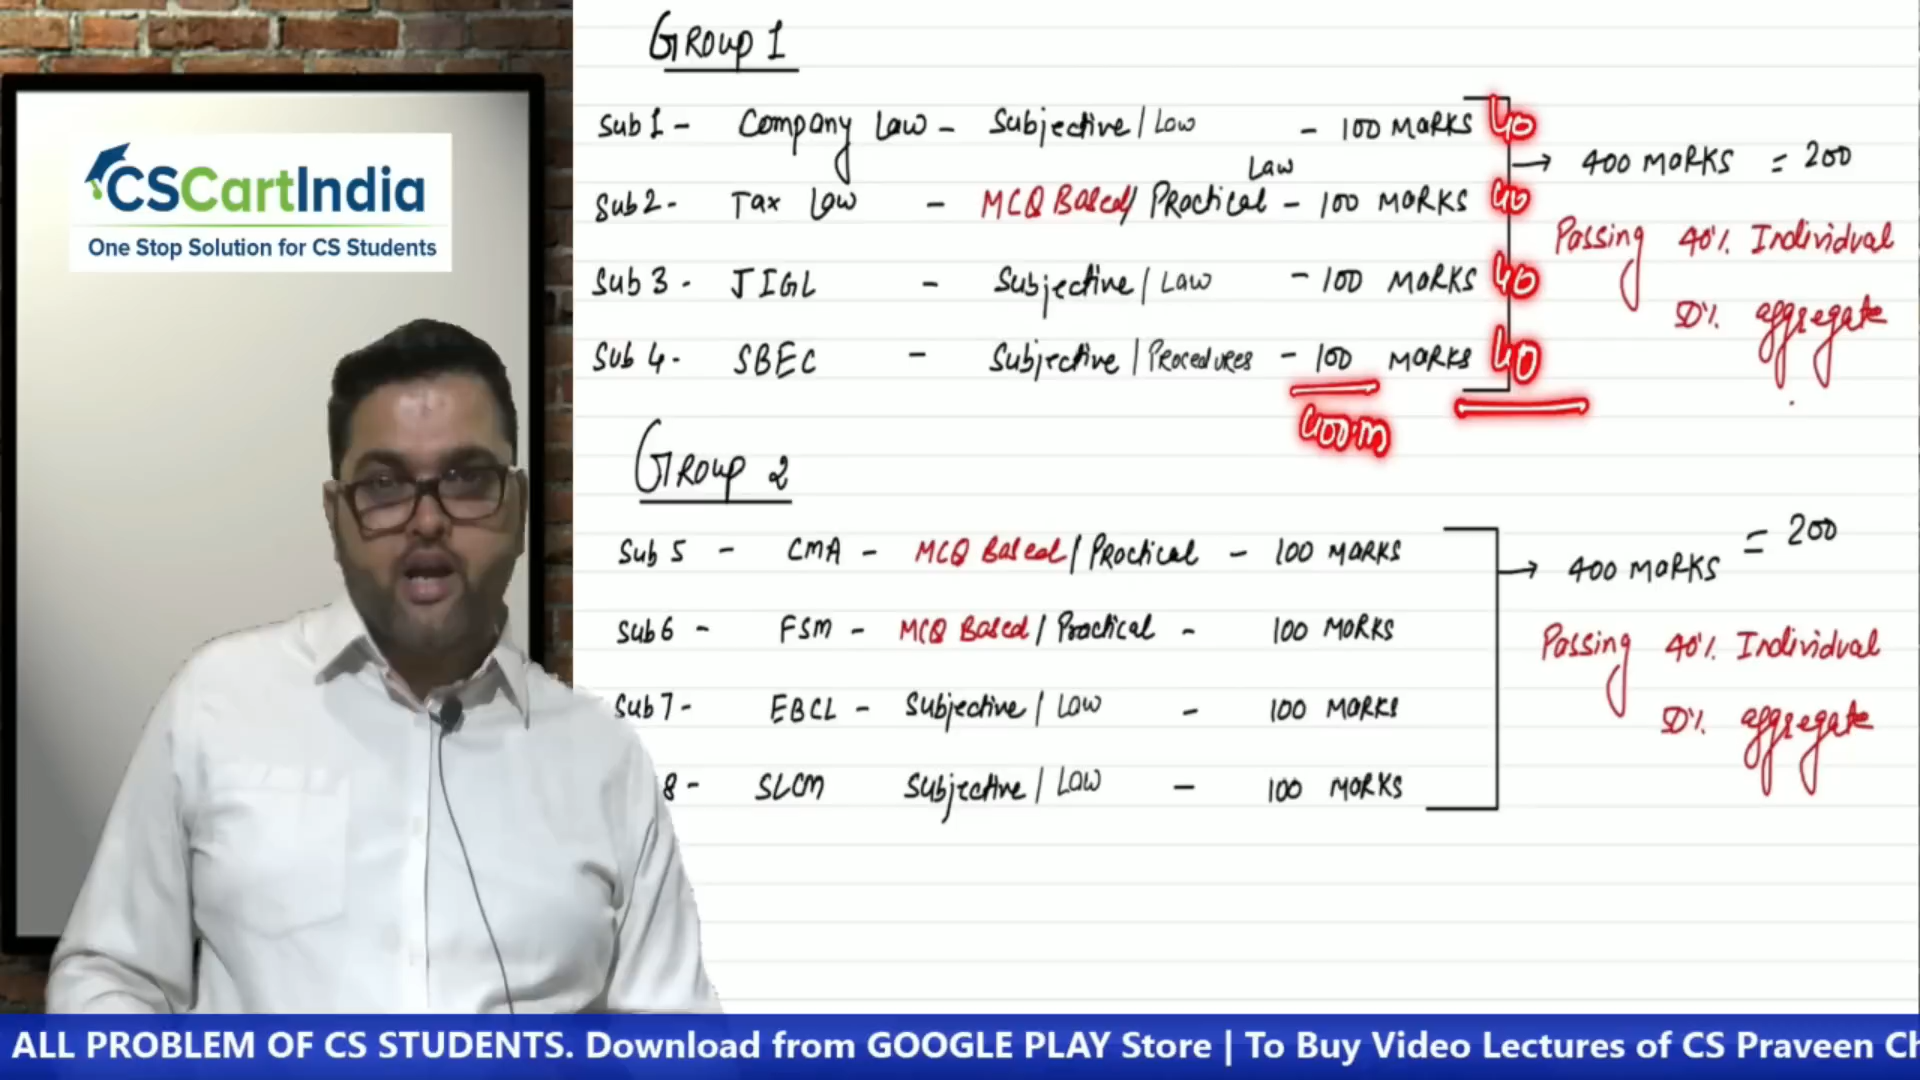 Group 1
Sub 1 - Company Law - Subjective / Law - 100 MARKS 40
→ 400 MARKS = 200
Law
Sub 2 - Tax Law - MCQ Based / Practical - 100 MARKS 40
Passing 40% Individual
Sub 3 - JIGL - Subjective / Law - 100 MARKS 40
50% aggregate
Sub 4 - SBEC - Subjective / Procedures - 100 MARKS 40
400 m
CSCartIndia
One Stop Solution for CS Students
Group 2
Sub 5 - CMA - MCQ Based / Practical - 100 MARKS
→ 400 MARKS = 200
Sub 6 - FSM - MCQ Based / Practical - 100 MARKS
Passing 40% Individual
Sub 7 - EBCL - Subjective / Law - 100 MARKS
50% aggregate
8 - SLCM Subjective / Law - 100 MARKS
ALL PROBLEM OF CS STUDENTS. Download from GOOGLE PLAY Store | To Buy Video Lectures of CS Praveen Ch